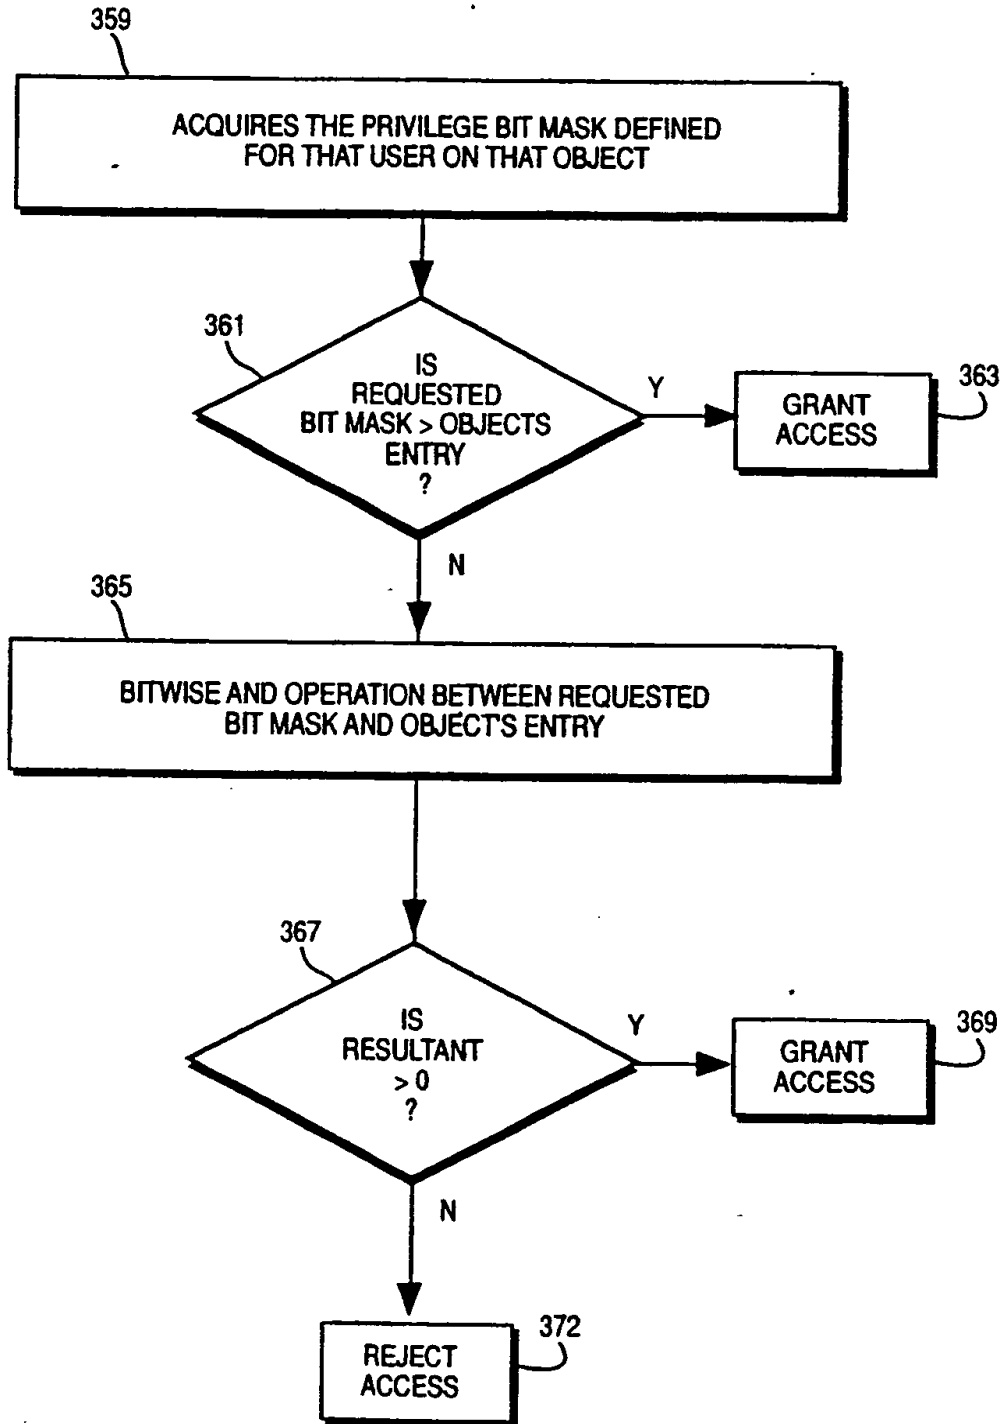 359
ACQUIRES THE PRIVILEGE BIT MASK DEFINED
FOR THAT USER ON THAT OBJECT
361
IS
REQUESTED
BIT MASK > OBJECTS
ENTRY
?
Y
363
GRANT
ACCESS
N
365
BITWISE AND OPERATION BETWEEN REQUESTED
BIT MASK AND OBJECT'S ENTRY
367
IS
RESULTANT
> 0
?
Y
369
GRANT
ACCESS
N
372
REJECT
ACCESS